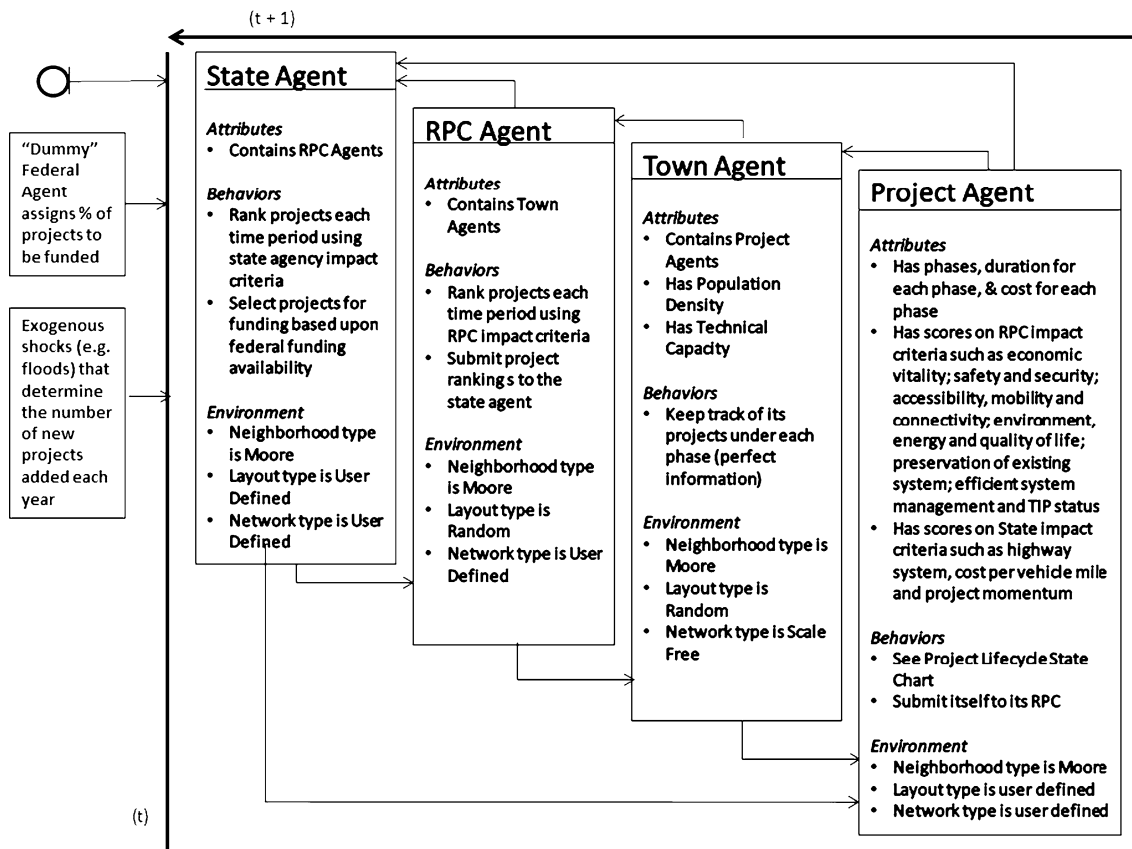 (t + 1)
State Agent
Attributes
• Contains RPC Agents
Behaviors
• Rank projects each
time period using
state agency impact
criteria
• Select projects for
funding based upon
federal funding
availability
Environment
• Neighborhood type
is Moore
• Layout type is User
Defined
• Network type is User
Defined
"Dummy"
Federal
Agent
assigns % of
projects to
be funded
Exogenous
shocks (e.g.
floods) that
determine
the number
of new
projects
added each
year
RPC Agent
Attributes
• Contains Town
Agents
Behaviors
• Rank projects each
time period using
RPC impact criteria
• Submit project
rankings to the
state agent
Environment
• Neighborhood type
is Moore
• Layout type is
Random
• Network type is User
Defined
Town Agent
Attributes
• Contains Project
Agents
• Has Population
Density
• Has Technical
Capacity
Behaviors
• Keep track of its
projects under each
phase (perfect
information)
Environment
• Neighborhood type is
Moore
• Layout type is
Random
• Network type is Scale
Free
Project Agent
Attributes
• Has phases, duration for
each phase, & cost for each
phase
• Has scores on RPC impact
criteria such as economic
vitality; safety and security;
accessibility, mobility and
connectivity; environment,
energy and quality of life;
preservation of existing
system; efficient system
management and TIP status
• Has scores on State impact
criteria such as highway
system, cost per vehicle mile
and project momentum
Behaviors
• See Project Lifecycle State
Chart
• Submit itself to its RPC
Environment
• Neighborhood type is Moore
• Layout type is user defined
• Network type is user defined
(t)